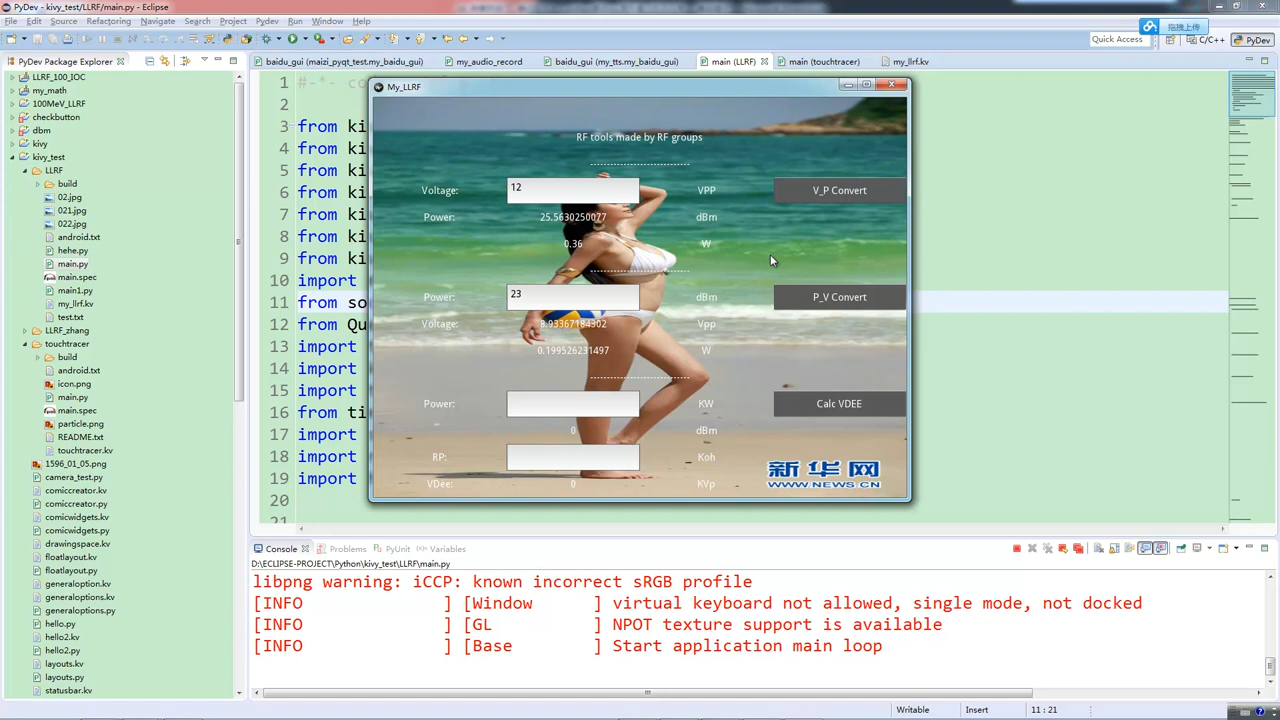 PyDev - kivy_test/LLRF/main.py - Eclipse
File Edit Source Refactoring Navigate Search Project Pydev Run Window Help
拖拽上传
Quick Access
C/C++
PyDev
PyDev Package Explorer
LLRF_100_IOC
my_math
100MeV_LLRF
checkbutton
dbm
kivy
kivy_test
LLRF
build
02.jpg
021.jpg
022.jpg
android.txt
hehe.py
main.py
main.spec
main1.py
my_llrf.kv
test.txt
LLRF_zhang
touchtracer
build
android.txt
icon.png
main.py
main.spec
particle.png
README.txt
touchtracer.kv
1596_01_05.png
camera_test.py
comiccreator.kv
comiccreator.py
comicwidgets.kv
comicwidgets.py
drawingspace.kv
floatlayout.kv
floatlayout.py
generaloption.kv
generaloptions.kv
generaloptions.py
hello.py
hello2.kv
hello2.py
layouts.kv
layouts.py
statusbar.kv
baidu_gui (maizi_pyqt_test.my_baidu_gui)
my_audio_record
baidu_gui (my_tts.my_baidu_gui)
main (LLRF)
main (touchtracer)
my_llrf.kv
1 #-*- co
2
3 from ki
4 from ki
5 from ki
6 from ki
7 from ki
8 from ki
9 from ki
10 import
11 from so
12 from Qu
13 import
14 import
15 import
16 from ti
17 import
18 import
19 import
20
21
My_LLRF
RF tools made by RF groups
---------------------------
Voltage: 12 VPP V_P Convert
Power: 25.5630250077 dBm
0.36 W
---------------------------
Power: 23 dBm P_V Convert
Voltage: 8.93367184302 Vpp
0.199526231497 W
---------------------------
Power: KW Calc VDEE
0 dBm
RP: Koh
VDee: 0 KVp
新华网
WWW.NEWS.CN
Console Problems PyUnit Variables
D:\ECLIPSE-PROJECT\Python\kivy_test\LLRF\main.py
libpng warning: iCCP: known incorrect sRGB profile
[INFO ] [Window ] virtual keyboard not allowed, single mode, not docked
[INFO ] [GL ] NPOT texture support is available
[INFO ] [Base ] Start application main loop
Writable Insert 11 : 21